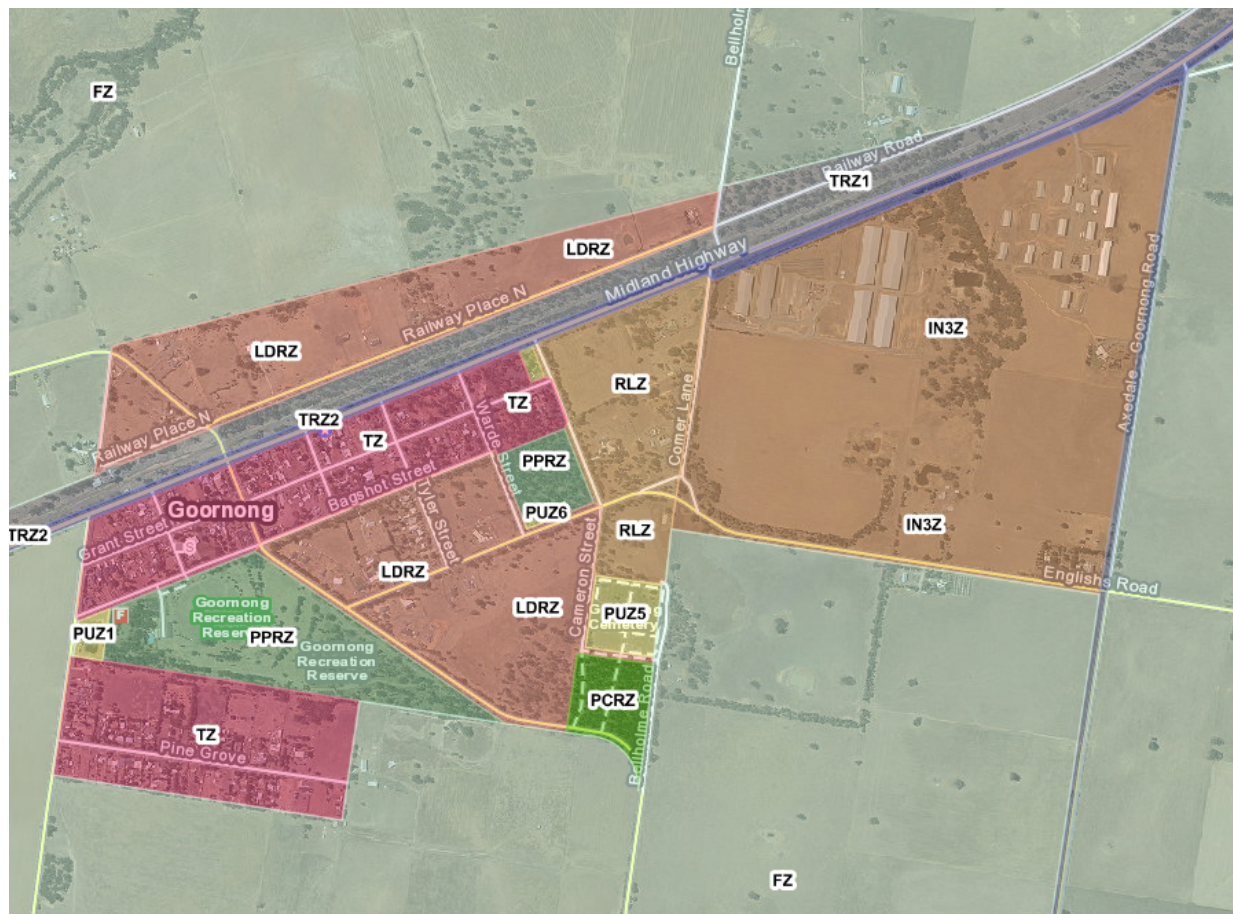 Bellholm
FZ
Railway Road
TRZ1
LDRZ
Midland Highway
Railway Place N
IN3Z
LDRZ
RLZ
Axedale - Goornong Road
TZ
TRZ2
Railway Place N
TZ
Warde Street
Comer Lane
PPRZ
Bagshot Street
Tyler Street
Goornong
PUZ6
IN3Z
TRZ2
RLZ
Grant Street
S
LDRZ
Englishs Road
LDRZ
Cameron Street
Goornong
Recreation
Reserve
F
PUZ5
Cemetery
PUZ1
PPRZ
Goornong
Recreation
Reserve
PCRZ
Bellholme Road
TZ
Pine Grove
FZ